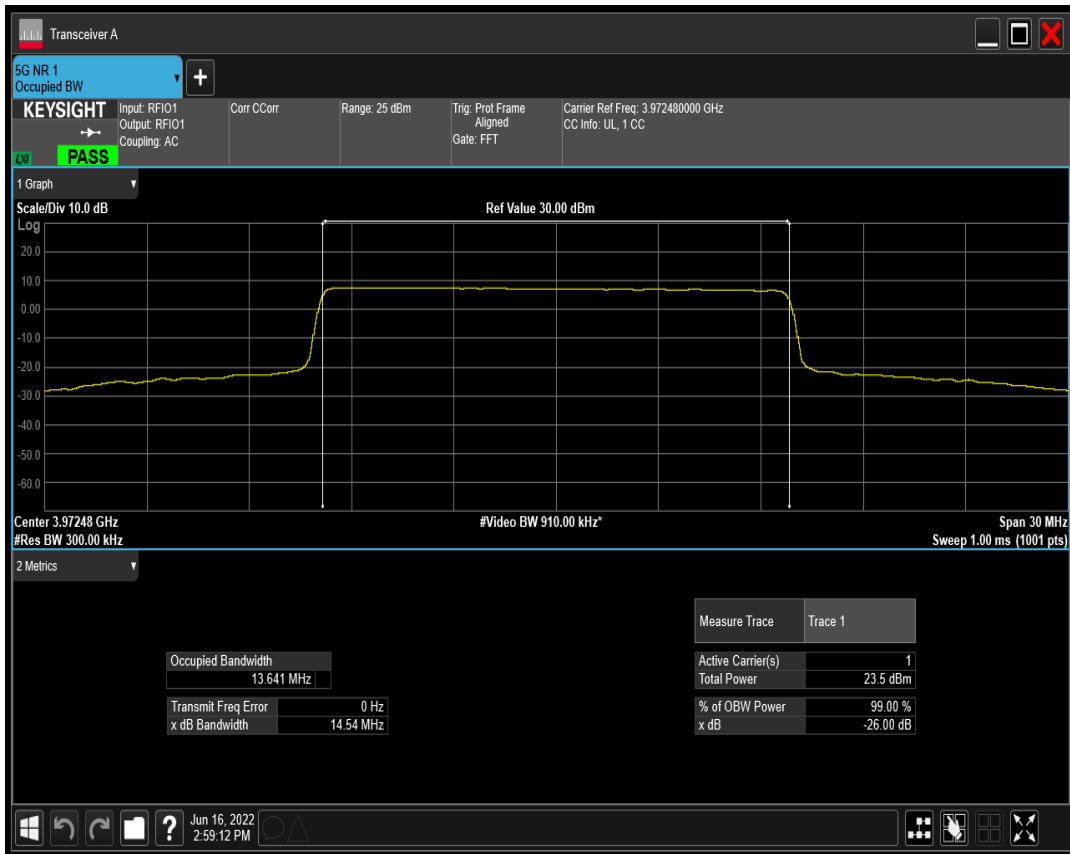 Transceiver A
5G NR 1
Occupied BW
+
KEYSIGHT
LXI
PASS
Input: RFIO1
Output: RFIO1
Coupling: AC
Corr CCorr
Range: 25 dBm
Trig: Prot Frame
Aligned
Gate: FFT
Carrier Ref Freq: 3.972480000 GHz
CC Info: UL, 1 CC
1 Graph
Scale/Div 10.0 dB
Ref Value 30.00 dBm
Log
20.0
10.0
0.00
-10.0
-20.0
-30.0
-40.0
-50.0
-60.0
Center 3.97248 GHz
#Video BW 910.00 kHz*
Span 30 MHz
#Res BW 300.00 kHz
Sweep 1.00 ms (1001 pts)
2 Metrics
Measure Trace Trace 1
Occupied Bandwidth
13.641 MHz
Active Carrier(s) 1
Total Power 23.5 dBm
Transmit Freq Error 0 Hz
x dB Bandwidth 14.54 MHz
% of OBW Power 99.00 %
x dB -26.00 dB
?
Jun 16, 2022
2:59:12 PM